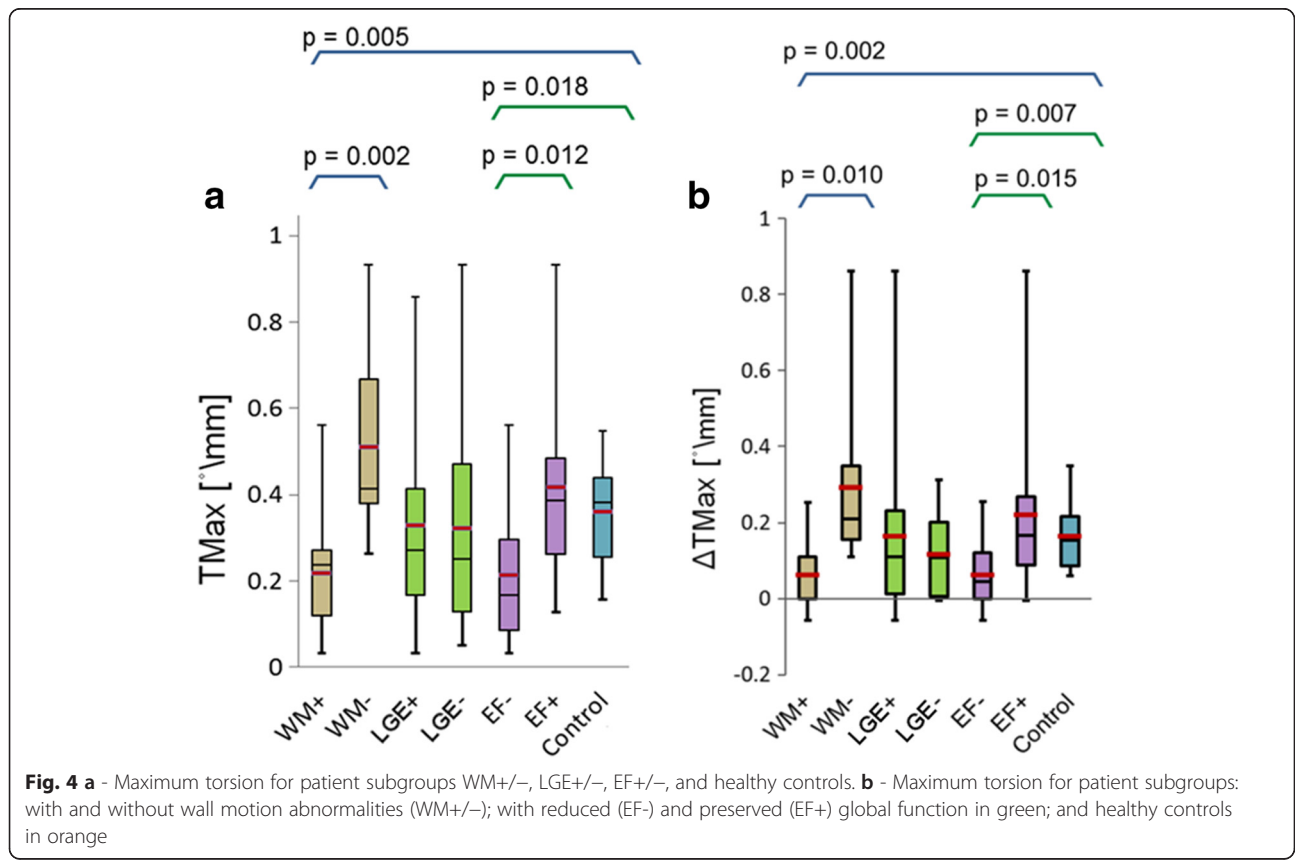 p = 0.005
p = 0.018
p = 0.002
p = 0.012
a
TMax [°\mm]
1
0.8
0.6
0.4
0.2
0
WM+
WM-
LGE+
LGE-
EF-
EF+
Control
p = 0.002
p = 0.007
p = 0.010
p = 0.015
b
ΔTMax [°\mm]
1
0.8
0.6
0.4
0.2
0
-0.2
WM+
WM-
LGE+
LGE-
EF-
EF+
Control
Fig. 4 a - Maximum torsion for patient subgroups WM+/−, LGE+/−, EF+/−, and healthy controls. b - Maximum torsion for patient subgroups:
with and without wall motion abnormalities (WM+/−); with reduced (EF-) and preserved (EF+) global function in green; and healthy controls
in orange